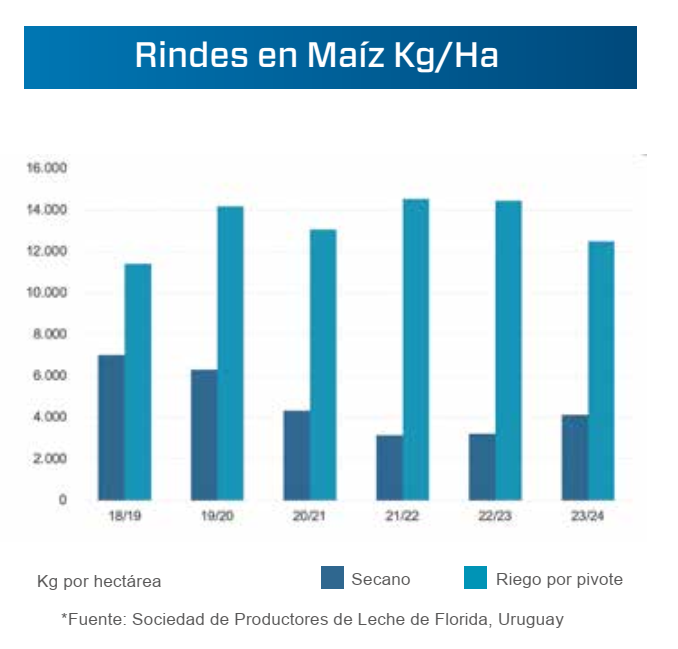 Rindes en Maíz Kg/Ha
16.000
14.000
12.000
10.000
8.000
6.000
4.000
2.000
0
18/19 19/20 20/21 21/22 22/23 23/24
Kg por hectárea Secano Riego por pivote
*Fuente: Sociedad de Productores de Leche de Florida, Uruguay